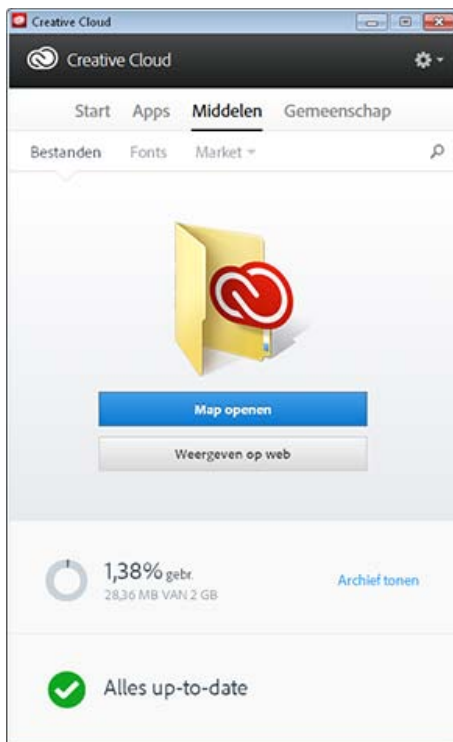 Creative Cloud
Creative Cloud
Start Apps Middelen Gemeenschap
Bestanden Fonts Market
Map openen
Weergeven op web
1,38% gebr.
Archief tonen
28,36 MB VAN 2 GB
Alles up-to-date